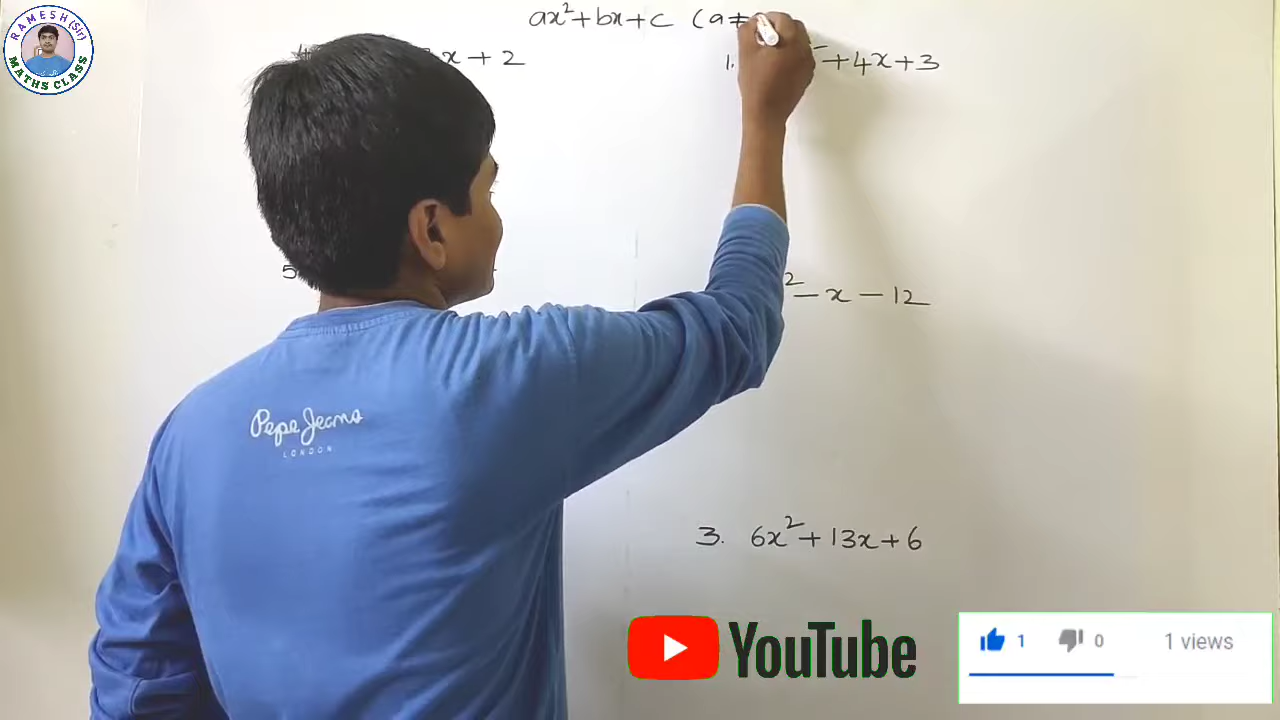 RAMESH(Sir)
MATHS CLASS
ax²+bx+c (a≠
x+2
1. +4x+3
5
² - x - 12
3. 6x²+13x+6
Pepe Jeans
LONDON
YouTube
1 0 1 views